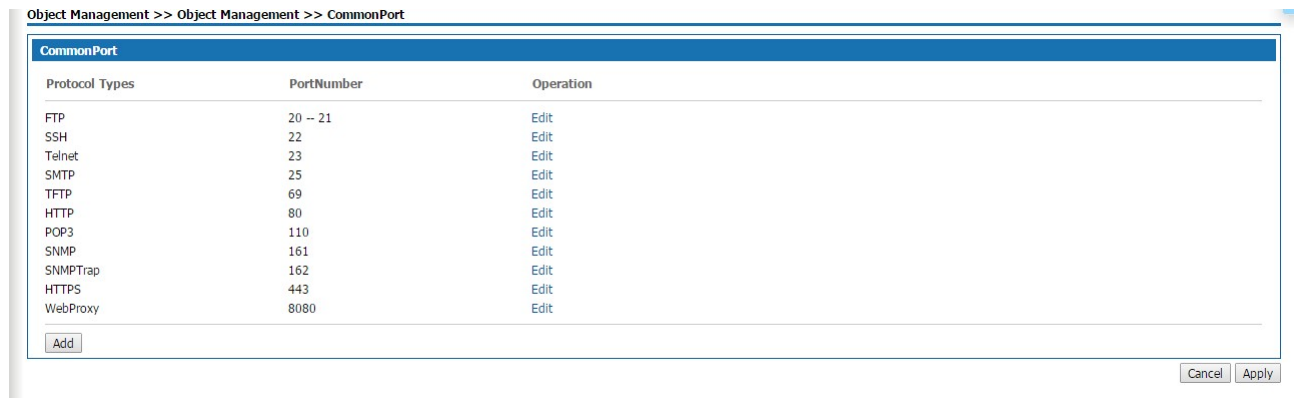 Object Management >> Object Management >> CommonPort
CommonPort
Protocol Types PortNumber Operation
FTP 20 -- 21 Edit
SSH 22 Edit
Telnet 23 Edit
SMTP 25 Edit
TFTP 69 Edit
HTTP 80 Edit
POP3 110 Edit
SNMP 161 Edit
SNMPTrap 162 Edit
HTTPS 443 Edit
WebProxy 8080 Edit
Add
Cancel Apply